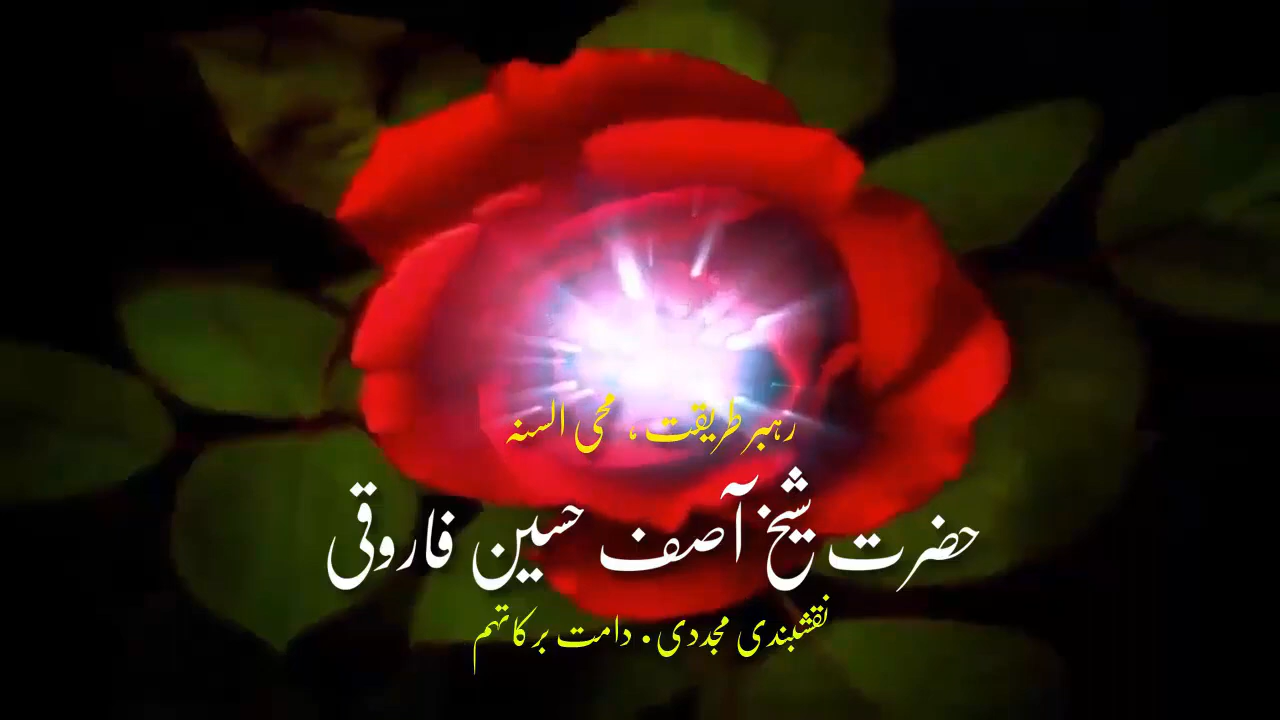 رہبر طریقت، محی السنہ
حضرت شیخ آصف حسین فاروقی
نقشبندی مجددی. دامت برکاتہم